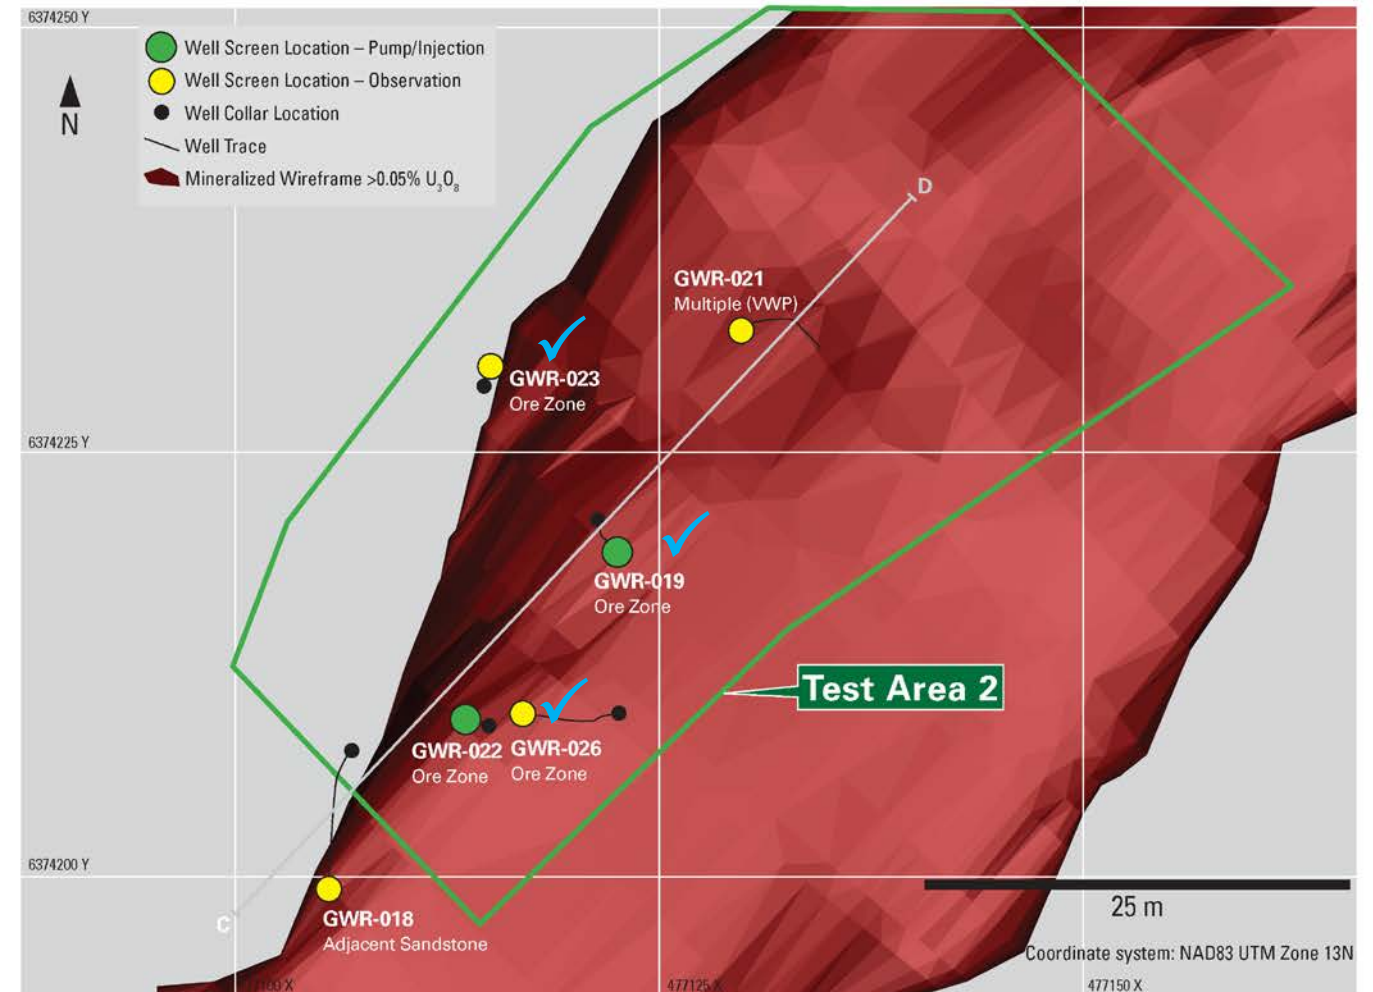 6374250 Y
Well Screen Location – Pump/Injection
Well Screen Location – Observation
Well Collar Location
Well Trace
Mineralized Wireframe >0.05% U₃O₈
N
D
GWR-021
Multiple (VWP)
GWR-023
Ore Zone
6374225 Y
GWR-019
Ore Zone
Test Area 2
GWR-022
Ore Zone
GWR-026
Ore Zone
6374200 Y
C
GWR-018
Adjacent Sandstone
25 m
Coordinate system: NAD83 UTM Zone 13N
477100 X
477125 X
477150 X